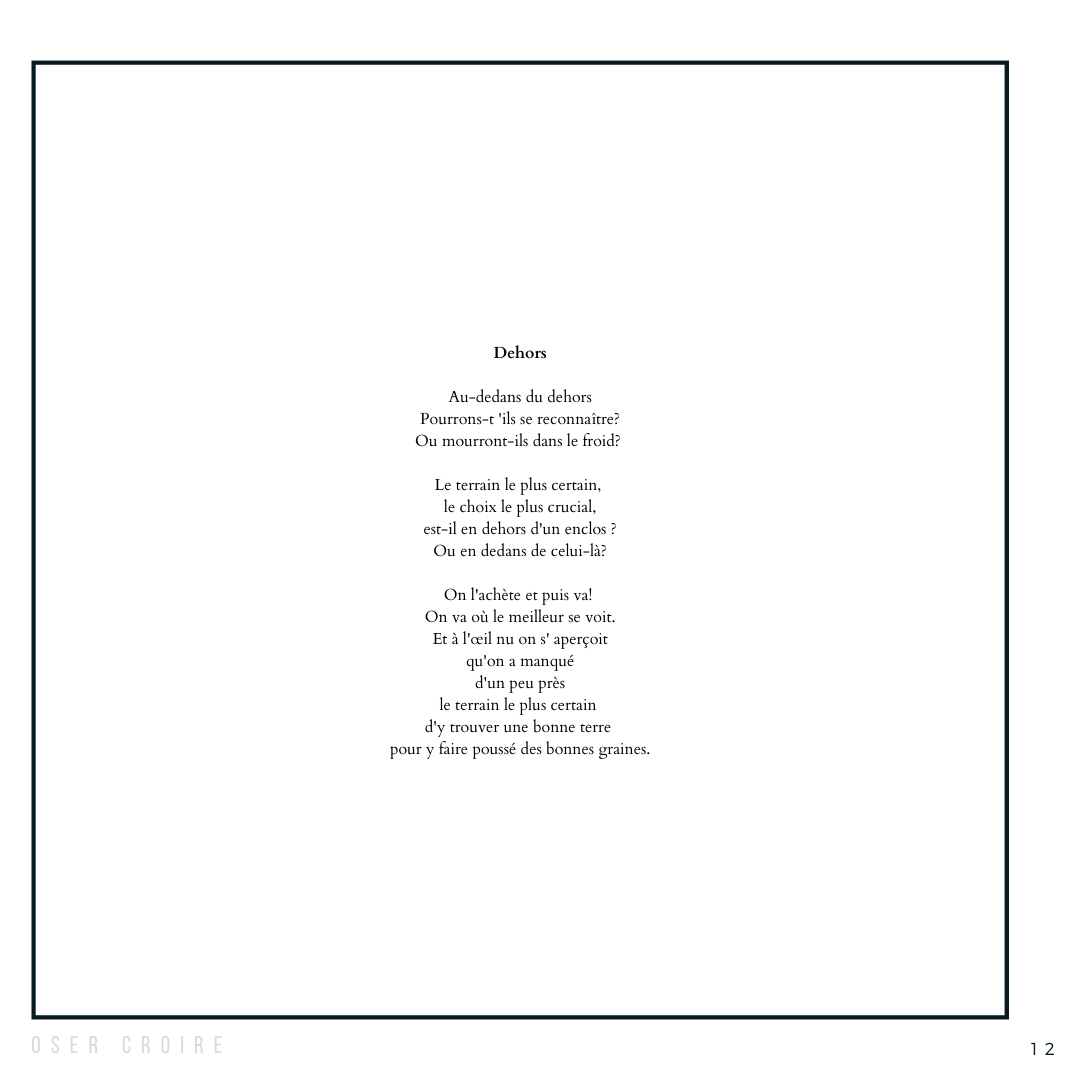 Dehors
Au-dedans du dehors
Pourrons-t 'ils se reconnaître?
Ou mourront-ils dans le froid?
Le terrain le plus certain,
le choix le plus crucial,
est-il en dehors d'un enclos ?
Ou en dedans de celui-là?
On l'achète et puis va!
On va où le meilleur se voit.
Et à l'œil nu on s' aperçoit
qu'on a manqué
d'un peu près
le terrain le plus certain
d'y trouver une bonne terre
pour y faire poussé des bonnes graines.
OSER CROIRE
12